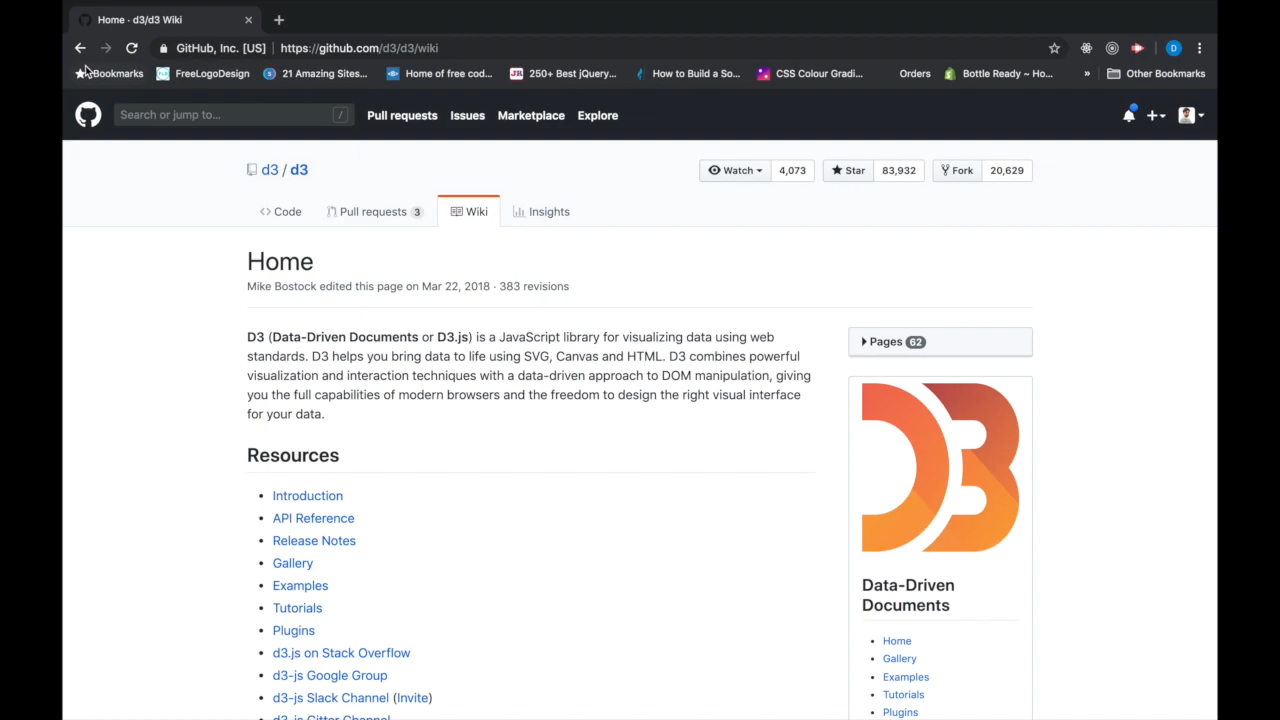 Home · d3/d3 Wiki
GitHub, Inc. [US] | https://github.com/d3/d3/wiki
D
Bookmarks
FreeLogoDesign
21 Amazing Sites...
Home of free cod...
JR 250+ Best jQuery...
How to Build a So...
CSS Colour Gradi...
Orders
Bottle Ready ~ Ho...
»
Other Bookmarks
Search or jump to... /
Pull requests
Issues
Marketplace
Explore
d3 / d3
Watch 4,073
Star 83,932
Fork 20,629
Code
Pull requests 3
Wiki
Insights
Home
Mike Bostock edited this page on Mar 22, 2018 · 383 revisions
D3 (Data-Driven Documents or D3.js) is a JavaScript library for visualizing data using web
standards. D3 helps you bring data to life using SVG, Canvas and HTML. D3 combines powerful
visualization and interaction techniques with a data-driven approach to DOM manipulation, giving
you the full capabilities of modern browsers and the freedom to design the right visual interface
for your data.
Resources
Introduction
API Reference
Release Notes
Gallery
Examples
Tutorials
Plugins
d3.js on Stack Overflow
d3-js Google Group
d3-js Slack Channel (Invite)
d3-js Gitter Channel
Pages 62
D3
Data-Driven
Documents
Home
Gallery
Examples
Tutorials
Plugins